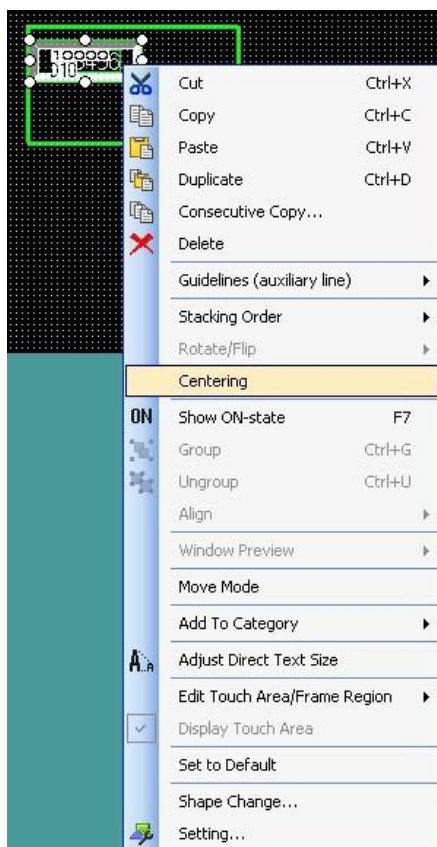 D10
Cut Ctrl+X
Copy Ctrl+C
Paste Ctrl+V
Duplicate Ctrl+D
Consecutive Copy...
Delete
Guidelines (auxiliary line)
Stacking Order
Rotate/Flip
Centering
ON Show ON-state F7
Group Ctrl+G
Ungroup Ctrl+U
Align
Window Preview
Move Mode
Add To Category
Adjust Direct Text Size
Edit Touch Area/Frame Region
Display Touch Area
Set to Default
Shape Change...
Setting...